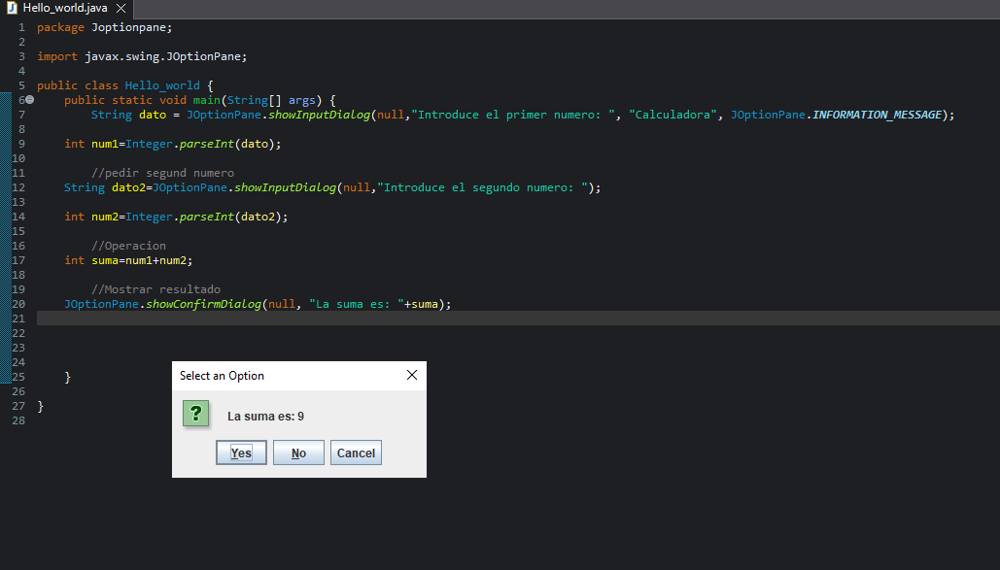 Hello_world.java
1 package Joptionpane;
2
3 import javax.swing.JOptionPane;
4
5 public class Hello_world {
6 public static void main(String[] args) {
7 String dato = JOptionPane.showInputDialog(null,"Introduce el primer numero: ", "Calculadora", JOptionPane.INFORMATION_MESSAGE);
8
9 int num1=Integer.parseInt(dato);
10
11 //pedir segund numero
12 String dato2=JOptionPane.showInputDialog(null,"Introduce el segundo numero: ");
13
14 int num2=Integer.parseInt(dato2);
15
16 //Operacion
17 int suma=num1+num2;
18
19 //Mostrar resultado
20 JOptionPane.showConfirmDialog(null, "La suma es: "+suma);
21
22
23
24
25 }
26
27 }
28
Select an Option
? La suma es: 9
Yes No Cancel